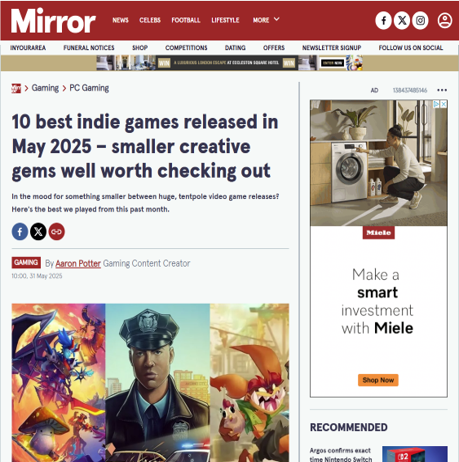 Mirror
NEWS CELEBS FOOTBALL LIFESTYLE MORE
INYOURAREA FUNERAL NOTICES SHOP COMPETITIONS DATING OFFERS NEWSLETTER SIGNUP FOLLOW US ON SOCIAL
WIN A LUXURIOUS LONDON ESCAPE AT ECCLESTON SQUARE HOTEL WIN ENTER NOW
Gaming PC Gaming
AD 138437485146
10 best indie games released in
May 2025 – smaller creative
gems well worth checking out
In the mood for something smaller between huge, tentpole video game releases?
Here's the best we played from this past month.
GAMING By Aaron Potter Gaming Content Creator
10:00, 31 May 2025
Miele
Make a
smart
investment
with Miele
Shop Now
RECOMMENDED
Argos confirms exact
time Nintendo Switch